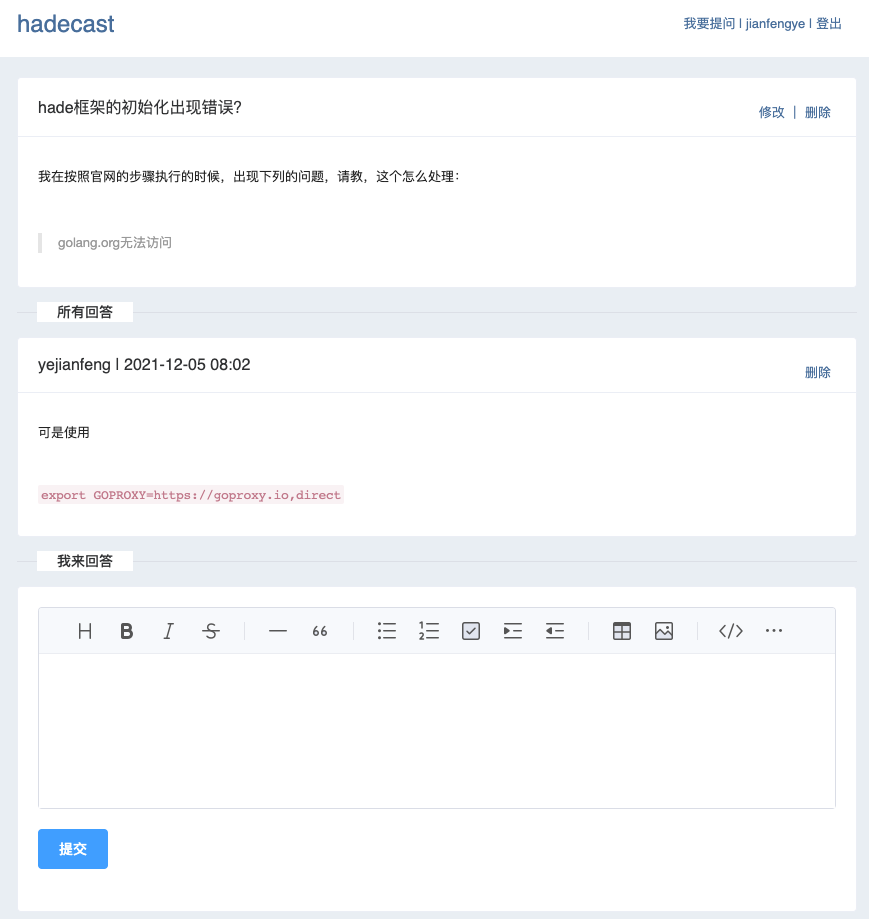 hadecast
我要提问 | jianfengye | 登出
hade框架的初始化出现错误?
修改 | 删除
我在按照官网的步骤执行的时候，出现下列的问题，请教，这个怎么处理：
golang.org无法访问
所有回答
yejianfeng | 2021-12-05 08:02
删除
可是使用
export GOPROXY=https://goproxy.io,direct
我来回答
提交